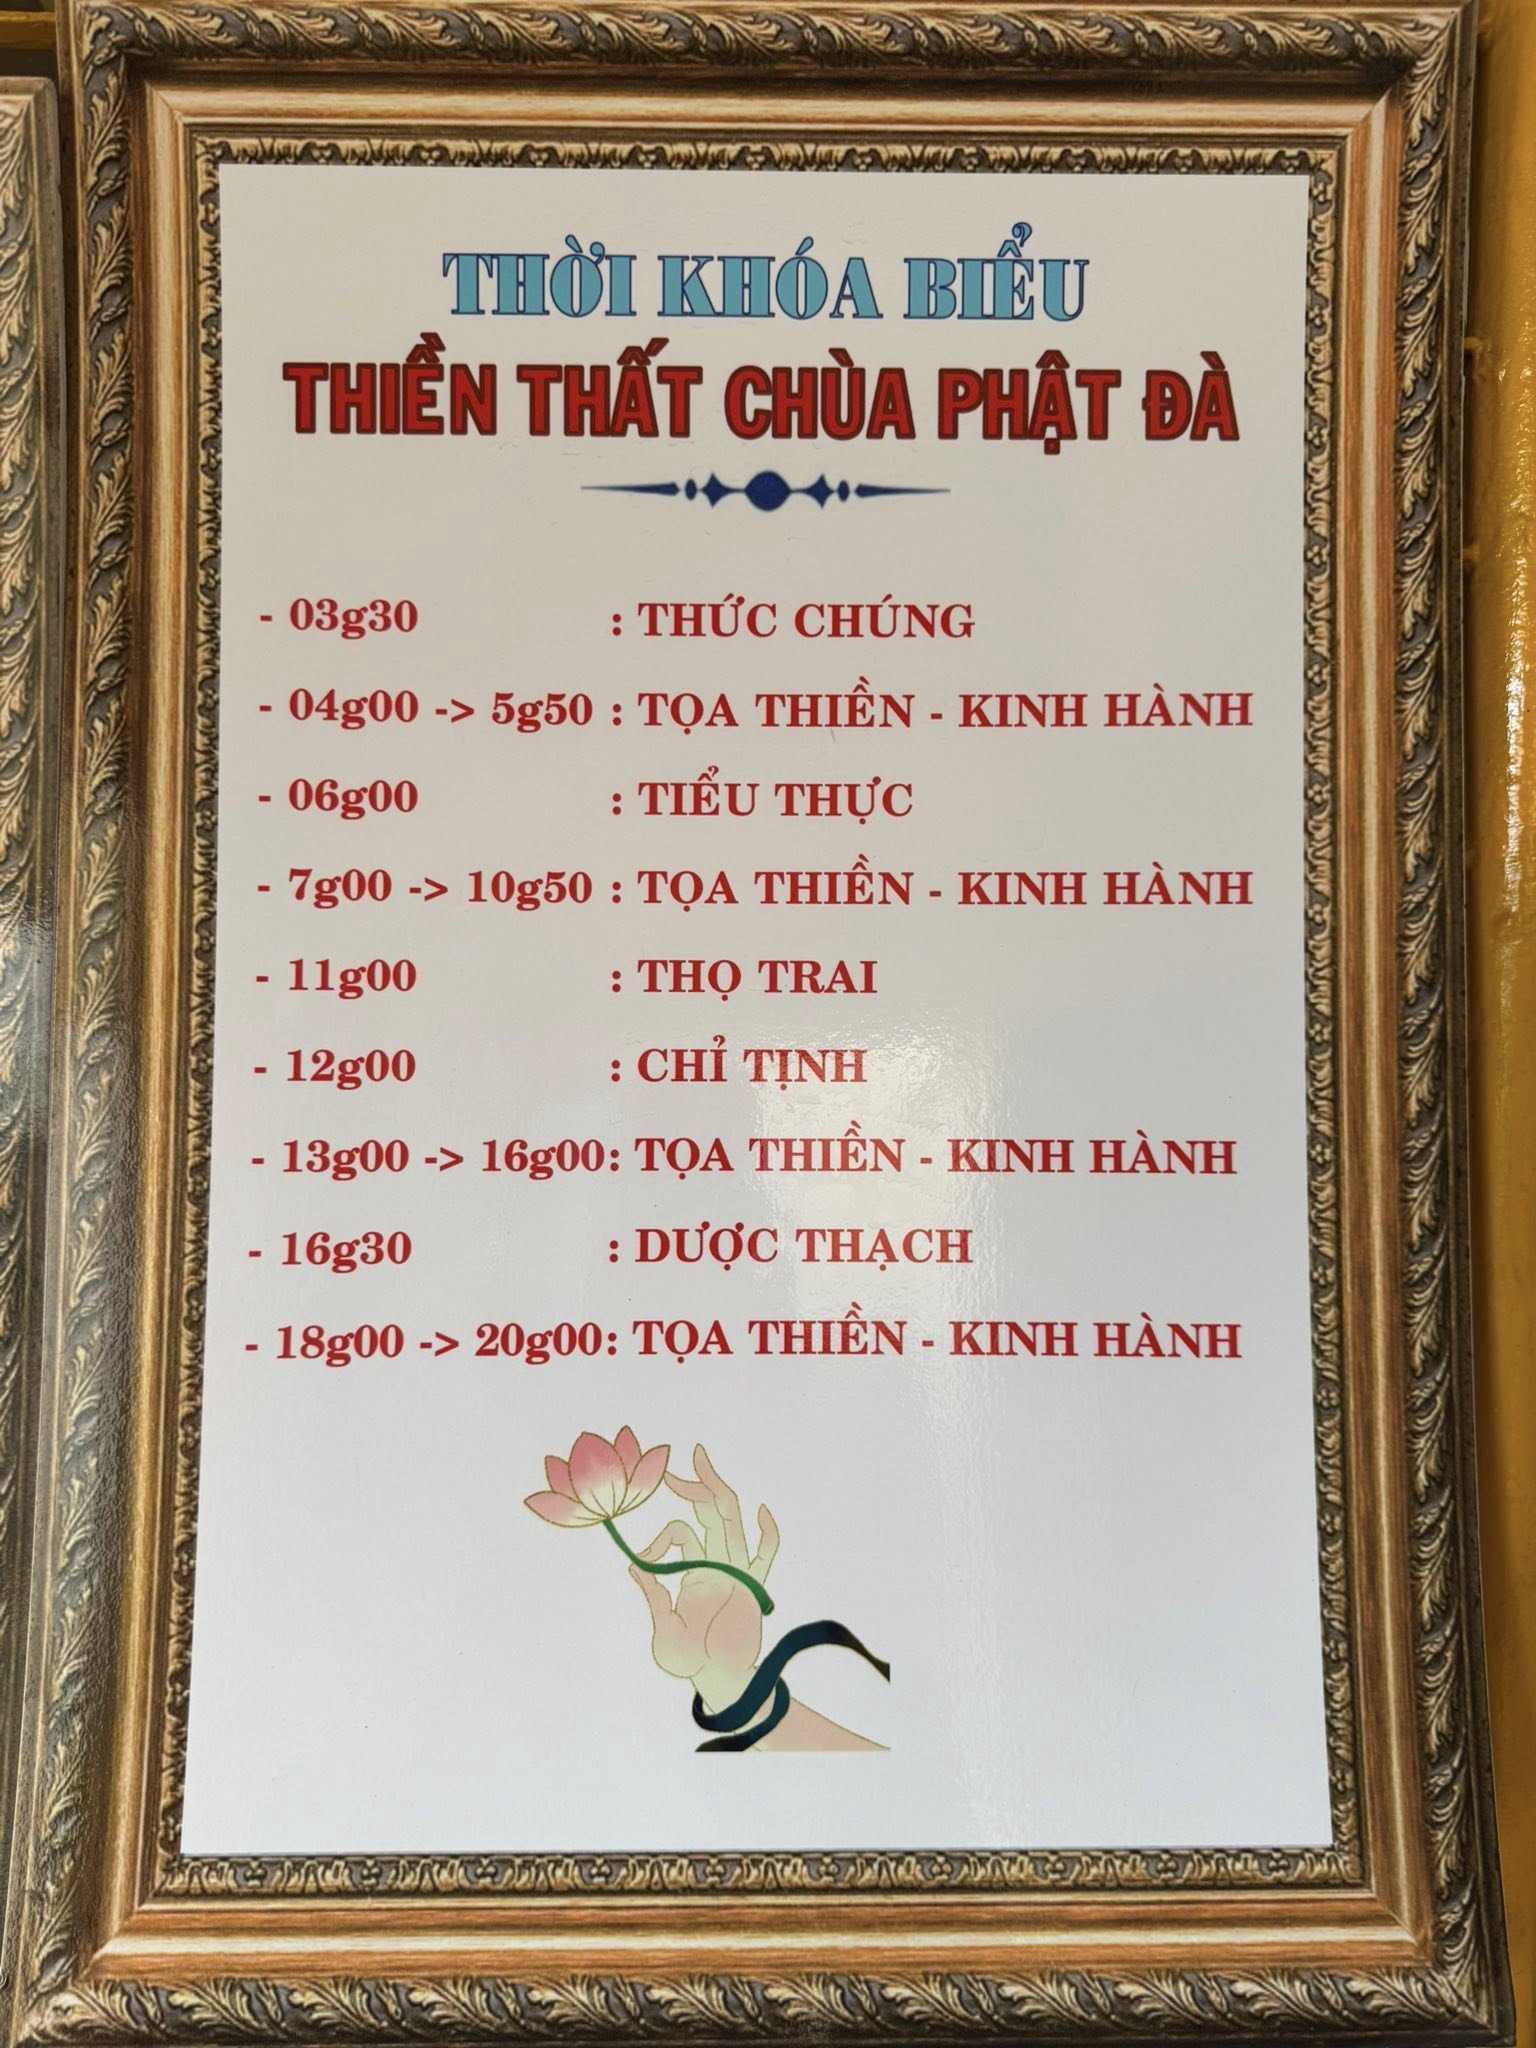 THỜI KHÓA BIỂU
THIỀN THẤT CHÙA PHẬT ĐÀ
- 03g30 : THỨC CHÚNG
- 04g00 -> 5g50 : TỌA THIỀN - KINH HÀNH
- 06g00 : TIỂU THỰC
- 7g00 -> 10g50 : TỌA THIỀN - KINH HÀNH
- 11g00 : THỌ TRAI
- 12g00 : CHỈ TỊNH
- 13g00 -> 16g00: TỌA THIỀN - KINH HÀNH
- 16g30 : DƯỢC THẠCH
- 18g00 -> 20g00: TỌA THIỀN - KINH HÀNH